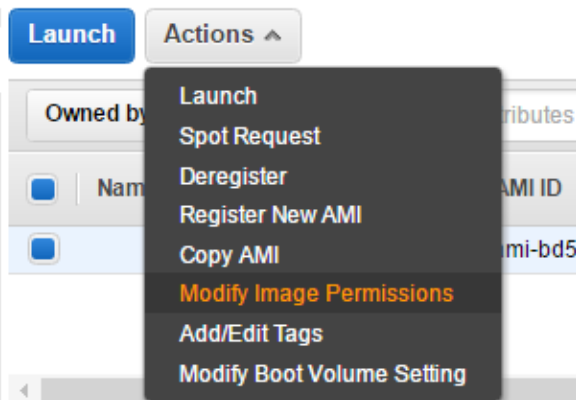 Launch Actions
Launch
Owned by
Spot Request
ributes
Deregister
Nam
AMI ID
Register New AMI
Copy AMI
mi-bd5
Modify Image Permissions
Add/Edit Tags
Modify Boot Volume Setting